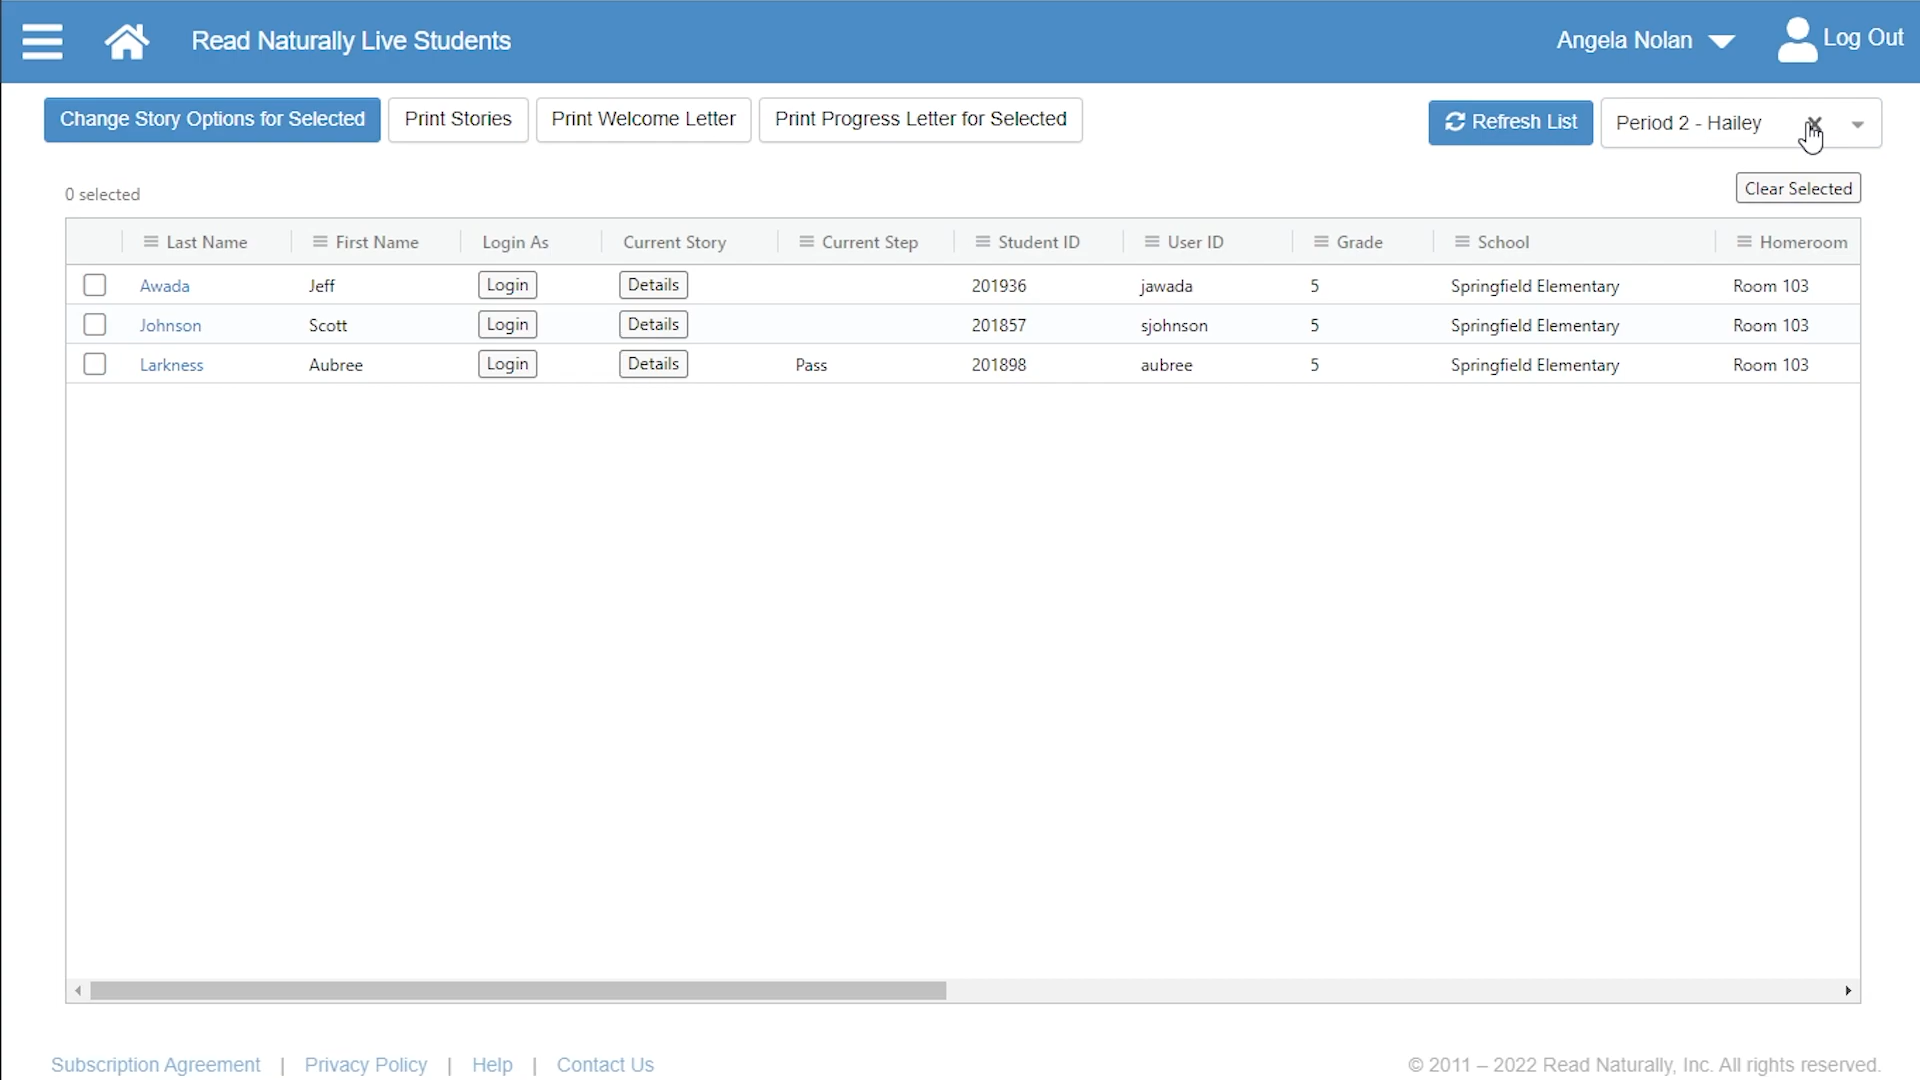 Read Naturally Live Students
Angela Nolan
Log Out
Change Story Options for Selected
Print Stories
Print Welcome Letter
Print Progress Letter for Selected
Refresh List
Period 2 - Hailey
0 selected
Clear Selected
Last Name First Name Login As Current Story Current Step Student ID User ID Grade School Homeroom
Awada Jeff Login Details 201936 jawada 5 Springfield Elementary Room 103
Johnson Scott Login Details 201857 sjohnson 5 Springfield Elementary Room 103
Larkness Aubree Login Details Pass 201898 aubree 5 Springfield Elementary Room 103
Subscription Agreement | Privacy Policy | Help | Contact Us
© 2011 – 2022 Read Naturally, Inc. All rights reserved.